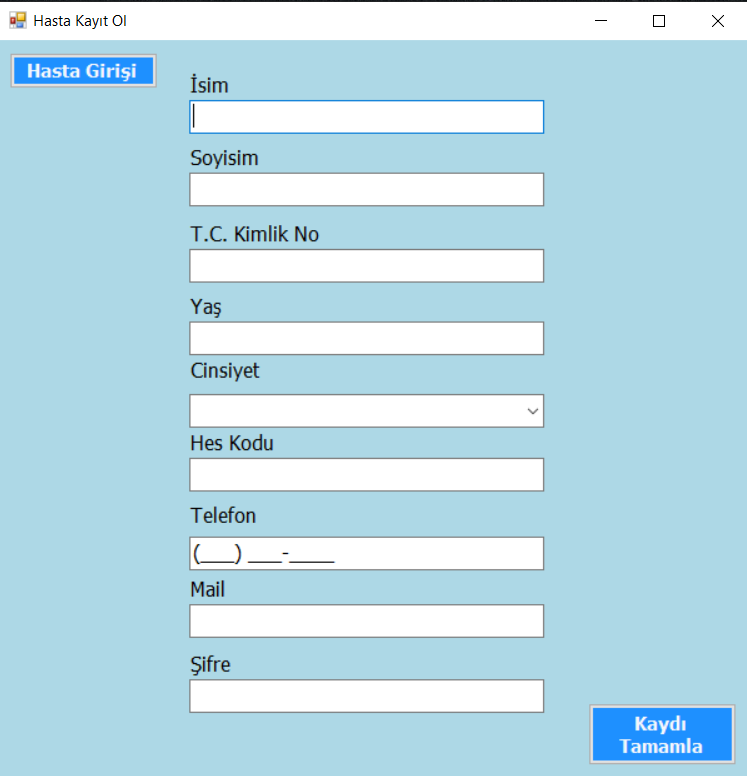 Hasta Kayıt Ol
Hasta Girişi
İsim
Soyisim
T.C. Kimlik No
Yaş
Cinsiyet
Hes Kodu
Telefon
(___) ___-____
Mail
Şifre
Kaydı
Tamamla